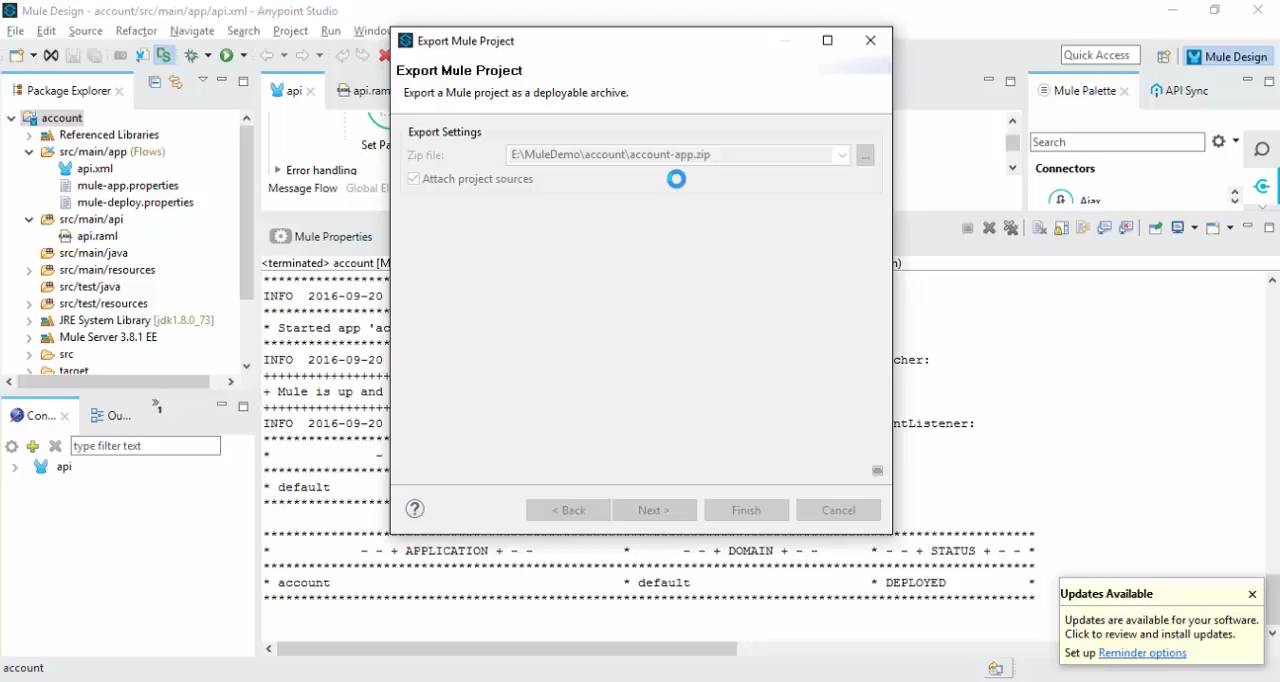 Mule Design - account/src/main/app/api.xml - Anypoint Studio
File Edit Source Refactor Navigate Search Project Run Window
Quick Access
Mule Design
Package Explorer
account
Referenced Libraries
src/main/app (Flows)
api.xml
mule-app.properties
mule-deploy.properties
src/main/api
api.raml
src/main/java
src/main/resources
src/test/java
src/test/resources
JRE System Library [jdk1.8.0_73]
Mule Server 3.8.1 EE
src
target
Con...
Ou...
1
type filter text
api
account
api
api.ram
Set Pa
Error handling
Message Flow Global El
Mule Properties
<terminated> account [M
n)
***********************
INFO 2016-09-20
***********************
* Started app 'ac
***********************
INFO 2016-09-20
cher:
+++++++++++++++++++++++
+ Mule is up and
+++++++++++++++++++++++
INFO 2016-09-20
ntListener:
***********************
* -
***********************
* default
***********************
* - - + APPLICATION + - - * - - + DOMAIN + - - * - - + STATUS + - - *
* account * default * DEPLOYED *
Export Mule Project
Export Mule Project
Export a Mule project as a deployable archive.
Export Settings
Zip file: E:\MuleDemo\account\account-app.zip ...
Attach project sources
< Back Next > Finish Cancel
Mule Palette
API Sync
Search
Connectors
Ajax
Updates Available
Updates are available for your software.
Click to review and install updates.
Set up Reminder options